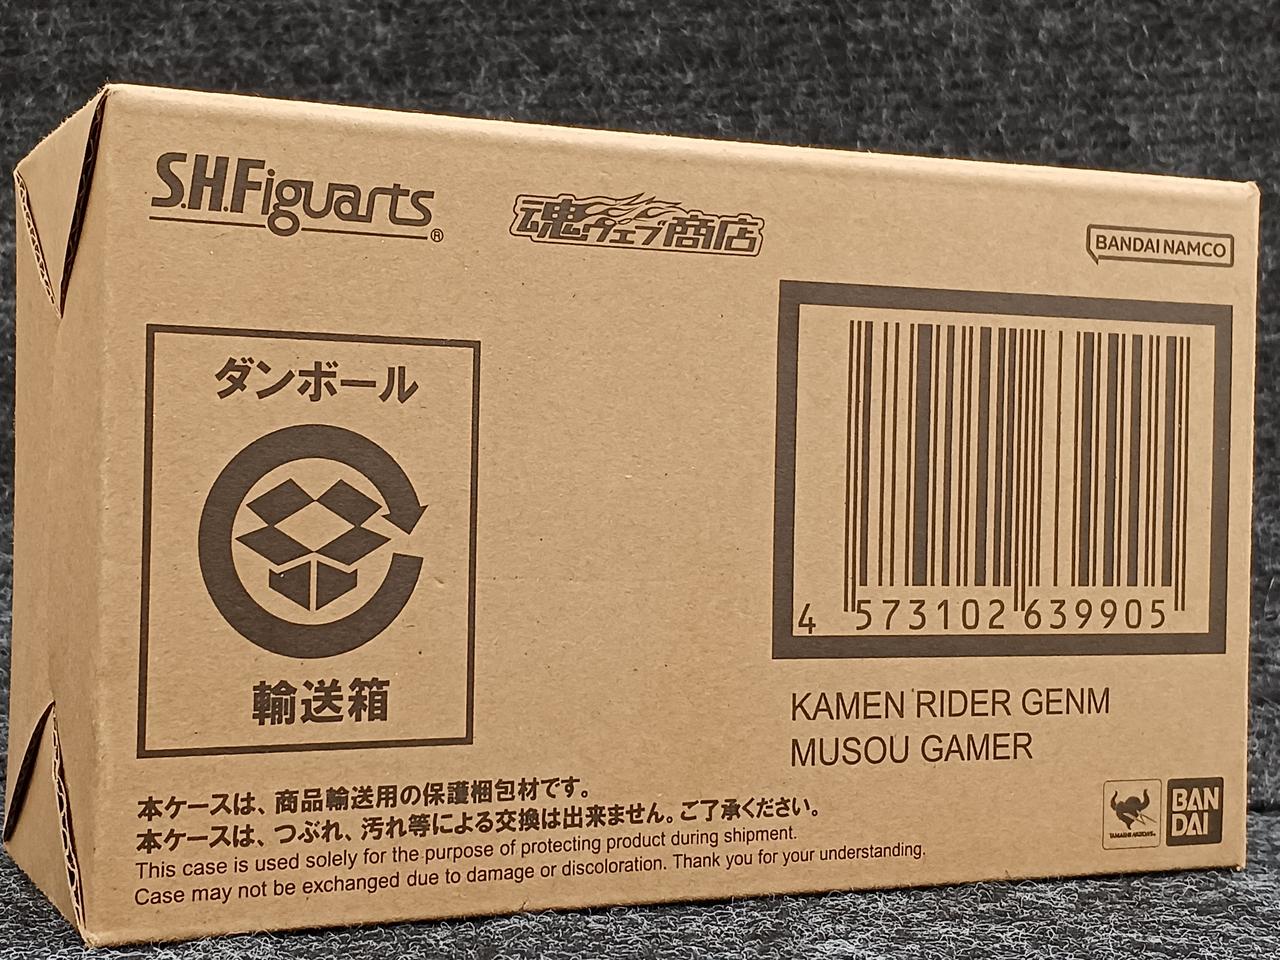 S.H.Figuarts®
魂ウェブ商店
BANDAI NAMCO
ダンボール
輸送箱
4 573102 639905
KAMEN RIDER GENM
MUSOU GAMER
本ケースは、商品輸送用の保護梱包材です。
本ケースは、つぶれ、汚れ等による交換は出来ません。ご了承ください。
This case is used solely for the purpose of protecting product during shipment.
Case may not be exchanged due to damage or discoloration. Thank you for your understanding.
TAMASHII NATIONS
BAN
DAI